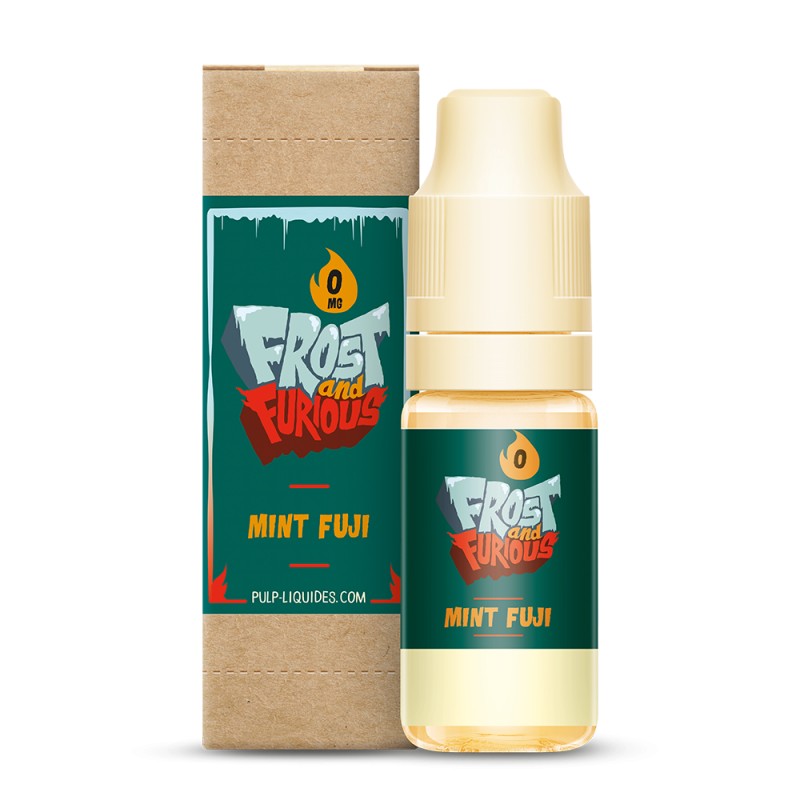 0
MG
FROST
and
FURIOUS
MINT FUJI
PULP-LIQUIDES.COM
0
FROST
and
FURIOUS
MINT FUJI